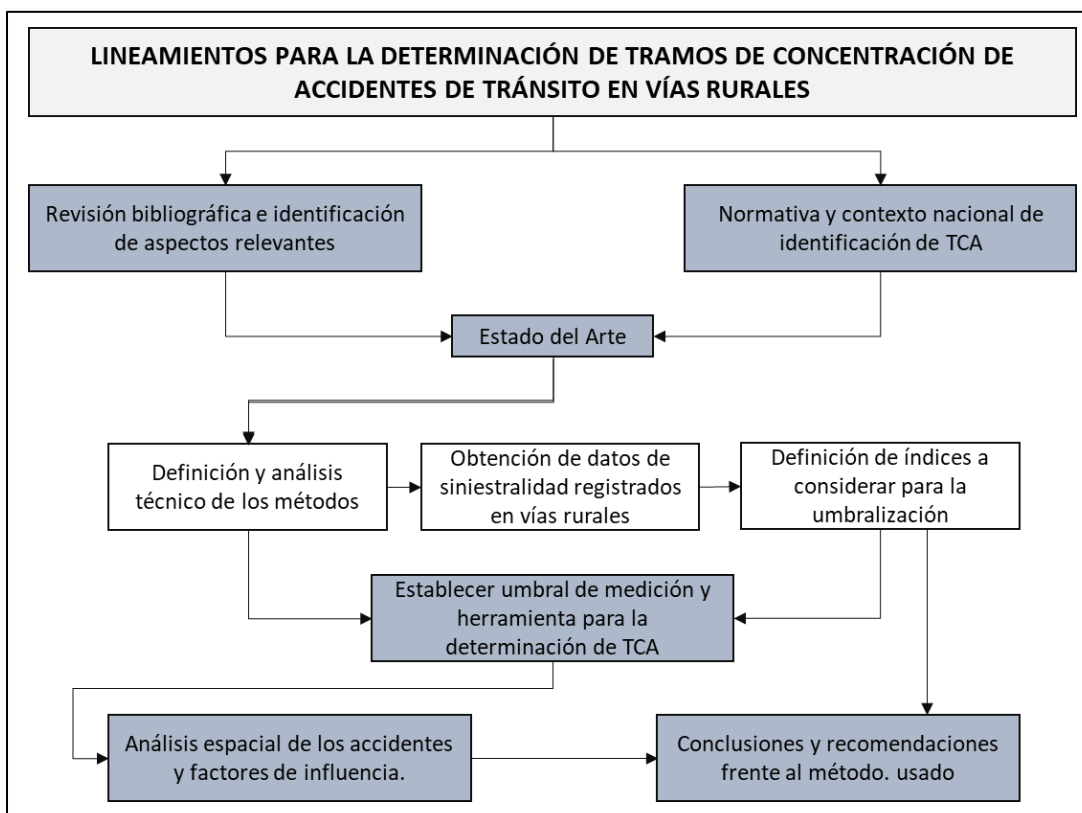 LINEAMIENTOS PARA LA DETERMINACIÓN DE TRAMOS DE CONCENTRACIÓN DE
ACCIDENTES DE TRÁNSITO EN VÍAS RURALES
Revisión bibliográfica e identificación
de aspectos relevantes
Normativa y contexto nacional de
identificación de TCA
Estado del Arte
Definición y análisis
técnico de los métodos
Obtención de datos de
siniestralidad registrados
en vías rurales
Definición de índices a
considerar para la
umbralización
Establecer umbral de medición y
herramienta para la
determinación de TCA
Análisis espacial de los accidentes
y factores de influencia.
Conclusiones y recomendaciones
frente al método. usado